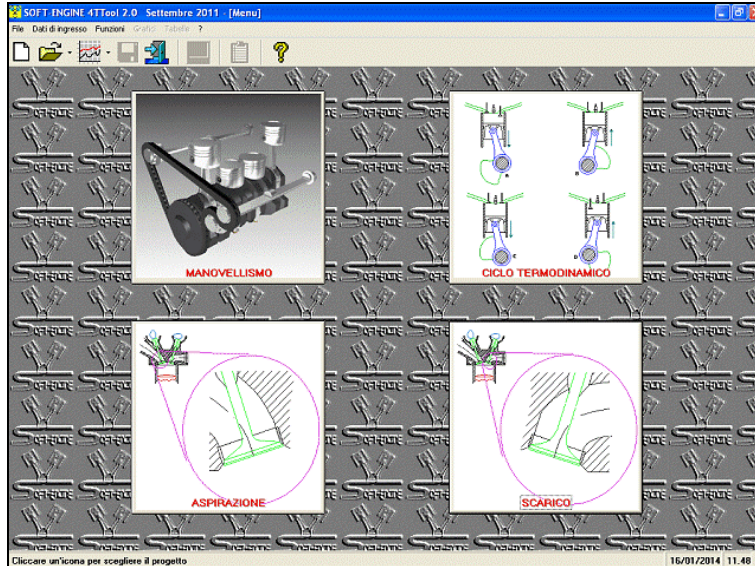 SOFT-ENGINE 4TTool 2.0 Settembre 2011 - [Menu]
File Dati di ingresso Funzioni Grafici Tabelle ?
MANOVELLISMO
CICLO TERMODINAMICO
A
B
C
D
ASPIRAZIONE
SCARICO
Cliccare un'icona per scegliere il progetto
16/01/2014 11.48